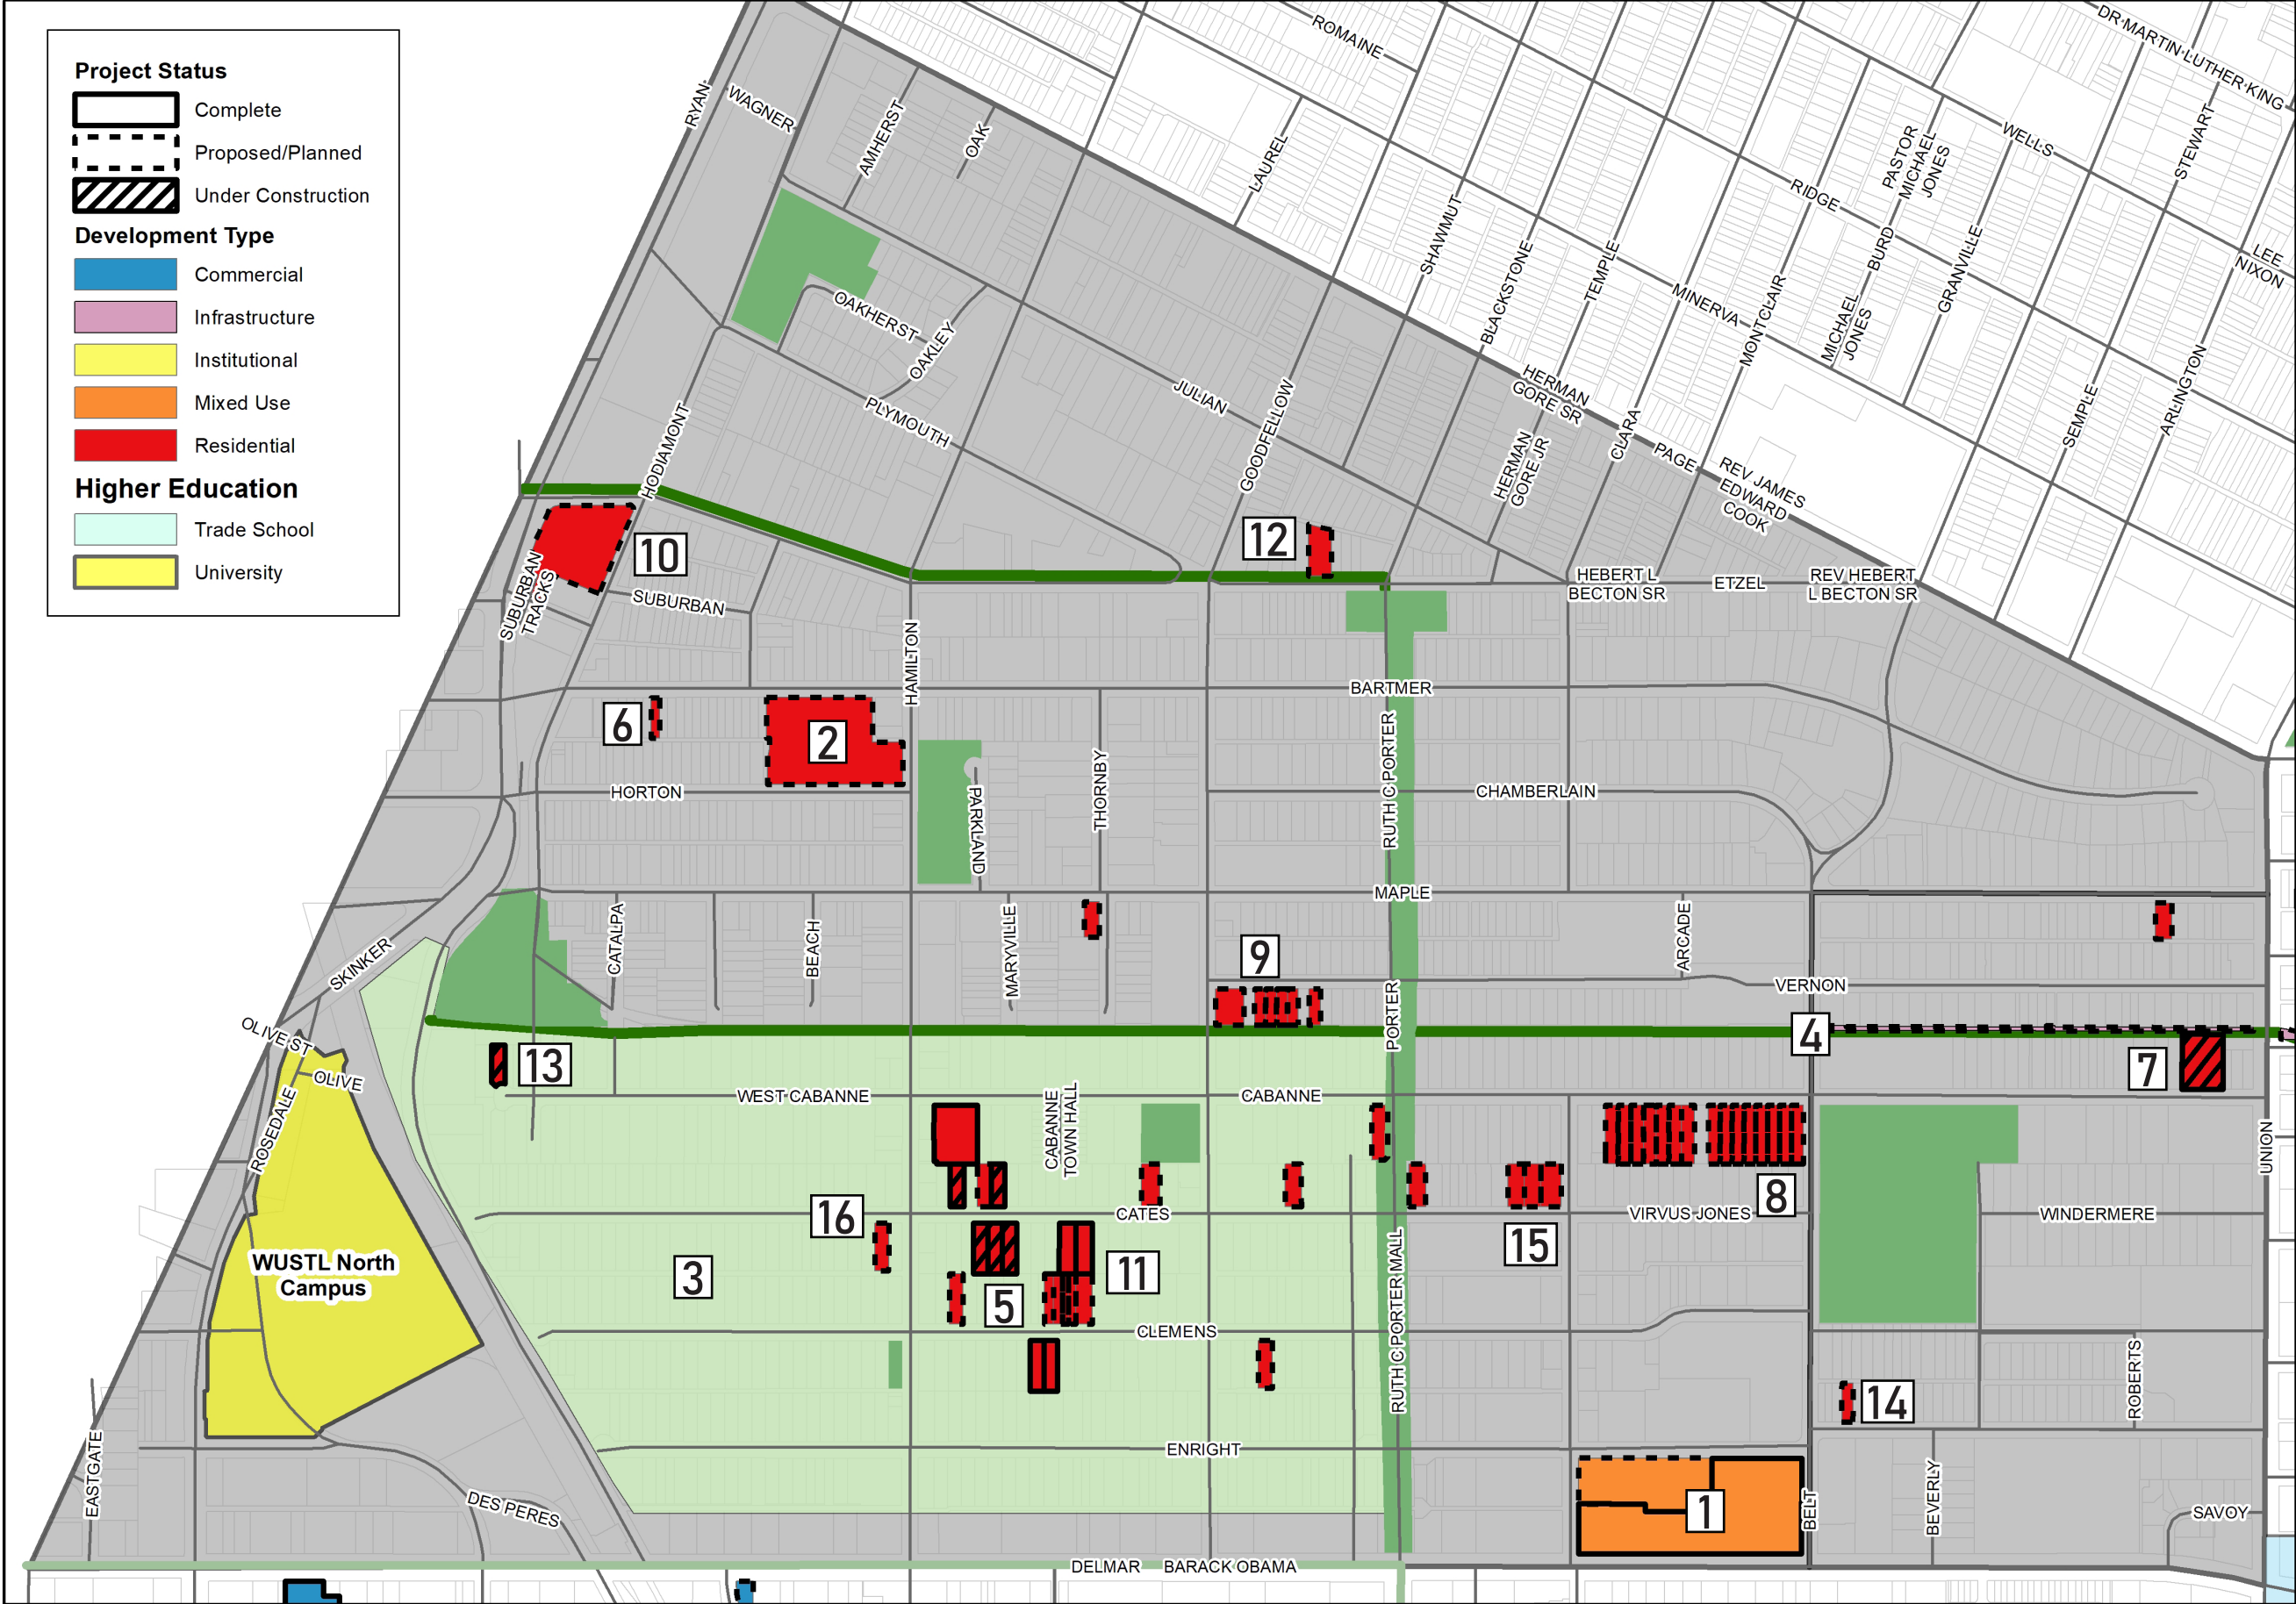 Project Status
Complete
Proposed/Planned
Under Construction
Development Type
Commercial
Infrastructure
Institutional
Mixed Use
Residential
Higher Education
Trade School
University
ROMAINE
DR MARTIN LUTHER KING
RYAN
WAGNER
AMHERST
OAK
LAUREL
PASTOR
MICHAEL
JONES
WELLS
STEWART
RIDGE
SHAWMUT
BLACKSTONE
TEMPLE
BURD
GRANVILLE
LEE
NIXON
OAKHERST
OAKLEY
MINERVA
MONTCLAIR
MICHAEL
JONES
JULIAN
GOODFELLOW
HERMAN
GORE SR
SEMPLE
ARLINGTON
PLYMOUTH
HODIAMONT
HERMAN
GORE JR
CLARA
PAGE
REV JAMES
EDWARD
COOK
10
12
SUBURBAN
TRACKS
SUBURBAN
HEBERT L
BECTON SR
ETZEL
REV HEBERT
L BECTON SR
HAMILTON
BARTMER
6
2
RUTH C PORTER
HORTON
PARKLAND
THORNBY
CHAMBERLAIN
MAPLE
SKINKER
CATALPA
BEACH
MARYVILLE
9
ARCADE
VERNON
PORTER
OLIVE ST
4
13
7
OLIVE
WEST CABANNE
CABANNE
TOWN HALL
CABANNE
ROSEDALE
UNION
16
CATES
8
VIRVUS JONES
WINDERMERE
15
WUSTL North
Campus
3
5
11
RUTH C PORTER MALL
CLEMENS
14
ROBERTS
ENRIGHT
EASTGATE
DES PERES
1
BELT
BEVERLY
SAVOY
DELMAR
BARACK OBAMA